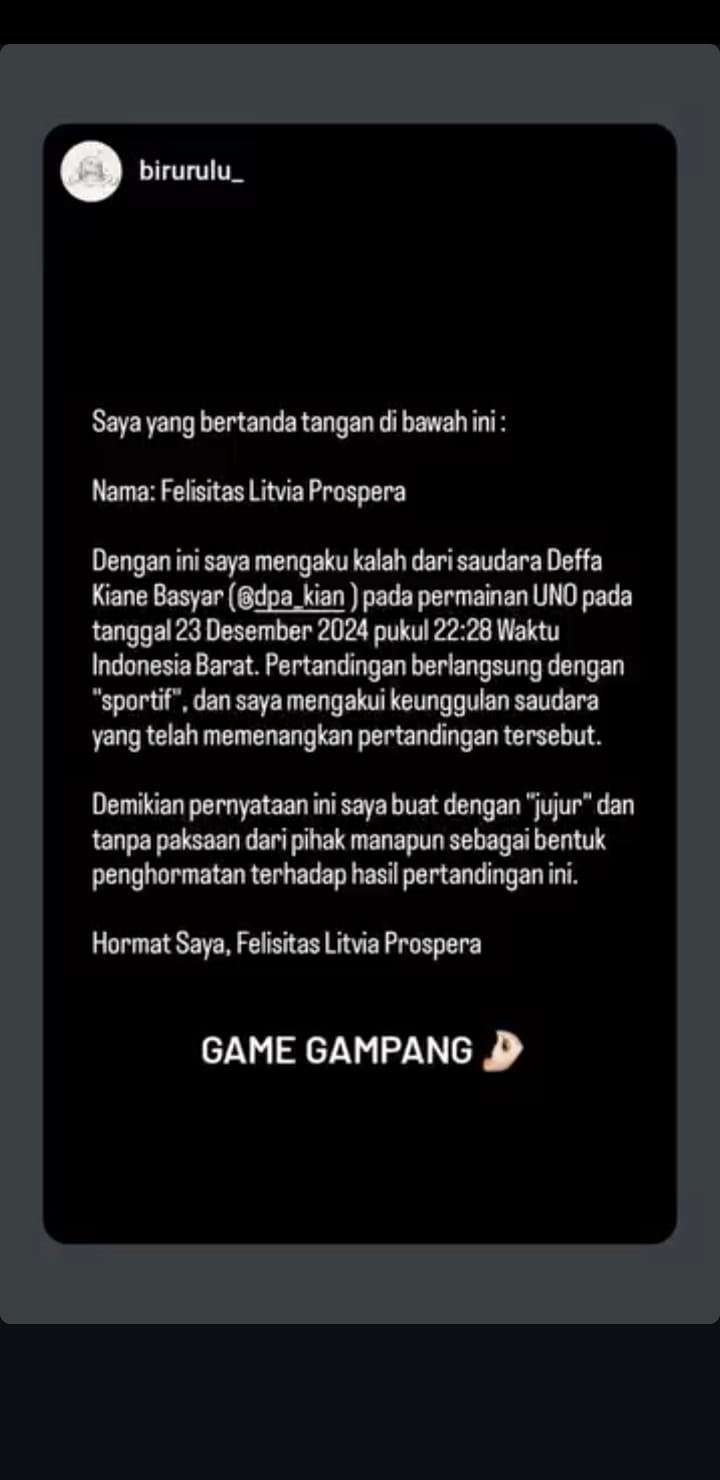 birurulu_
Saya yang bertanda tangan di bawah ini :
Nama: Felisitas Litvia Prospera
Dengan ini saya mengaku kalah dari saudara Deffa
Kiane Basyar (@dpa_kian ) pada permainan UNO pada
tanggal 23 Desember 2024 pukul 22:28 Waktu
Indonesia Barat. Pertandingan berlangsung dengan
"sportif", dan saya mengakui keunggulan saudara
yang telah memenangkan pertandingan tersebut.
Demikian pernyataan ini saya buat dengan "jujur" dan
tanpa paksaan dari pihak manapun sebagai bentuk
penghormatan terhadap hasil pertandingan ini.
Hormat Saya, Felisitas Litvia Prospera
GAME GAMPANG 🤌🏻